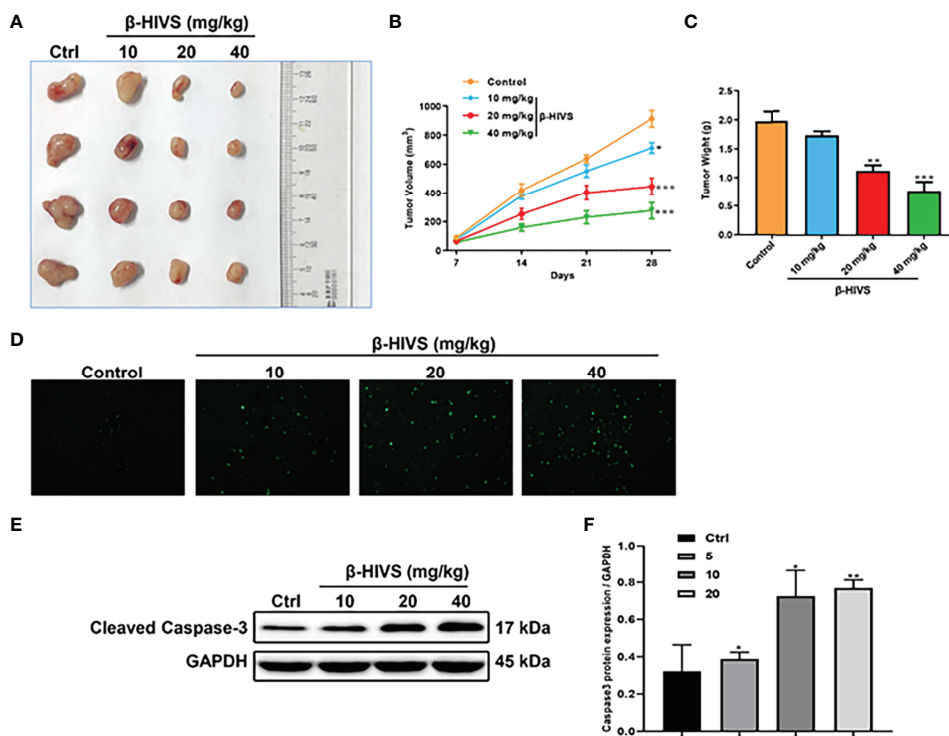 A
β-HIVS (mg/kg)
Ctrl 10 20 40
B
Control
10 mg/kg
20 mg/kg
40 mg/kg
β-HIVS
Tumor Volume (mm³)
1000
800
600
400
200
0
*
***
***
7 14 21 28
Days
C
Tumor Wight (g)
2.5
2.0
1.5
1.0
0.5
0.0
**
***
Control 10 mg/kg 20 mg/kg 40 mg/kg
β-HIVS
D
β-HIVS (mg/kg)
Control 10 20 40
E
β-HIVS (mg/kg)
Ctrl 10 20 40
Cleaved Caspase-3 17 kDa
GAPDH 45 kDa
F
Ctrl
5
10
20
Caspase3 protein expression / GAPDH
1.0
0.8
0.6
0.4
0.2
0.0
*
*
**